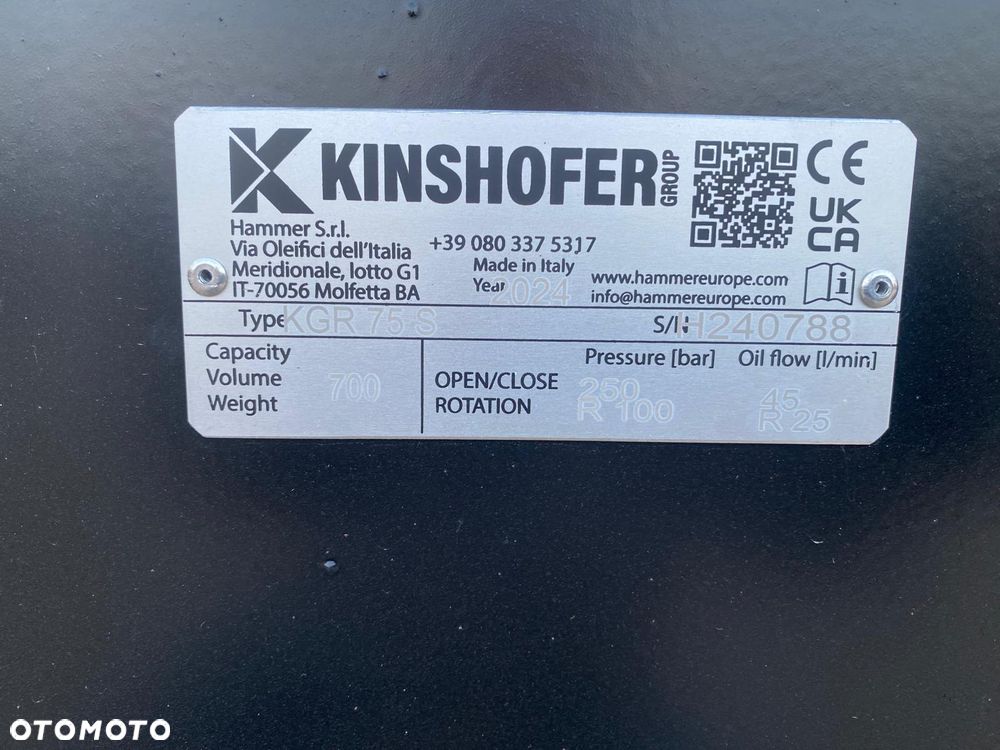 KINSHOFER
GROUP
CE
UK
CA
Hammer S.r.l.
Via Oleifici dell'Italia
Meridionale, lotto G1
IT-70056 Molfetta BA
+39 080 337 5317
Made in Italy
Year 2024
www.hammereurope.com
info@hammereurope.com
Type KGR 75-S S/N H240788
Capacity
Volume 700
Weight
Pressure [bar] Oil flow [l/min]
OPEN/CLOSE 250 45
ROTATION R 100 R 25
OTOMOTO